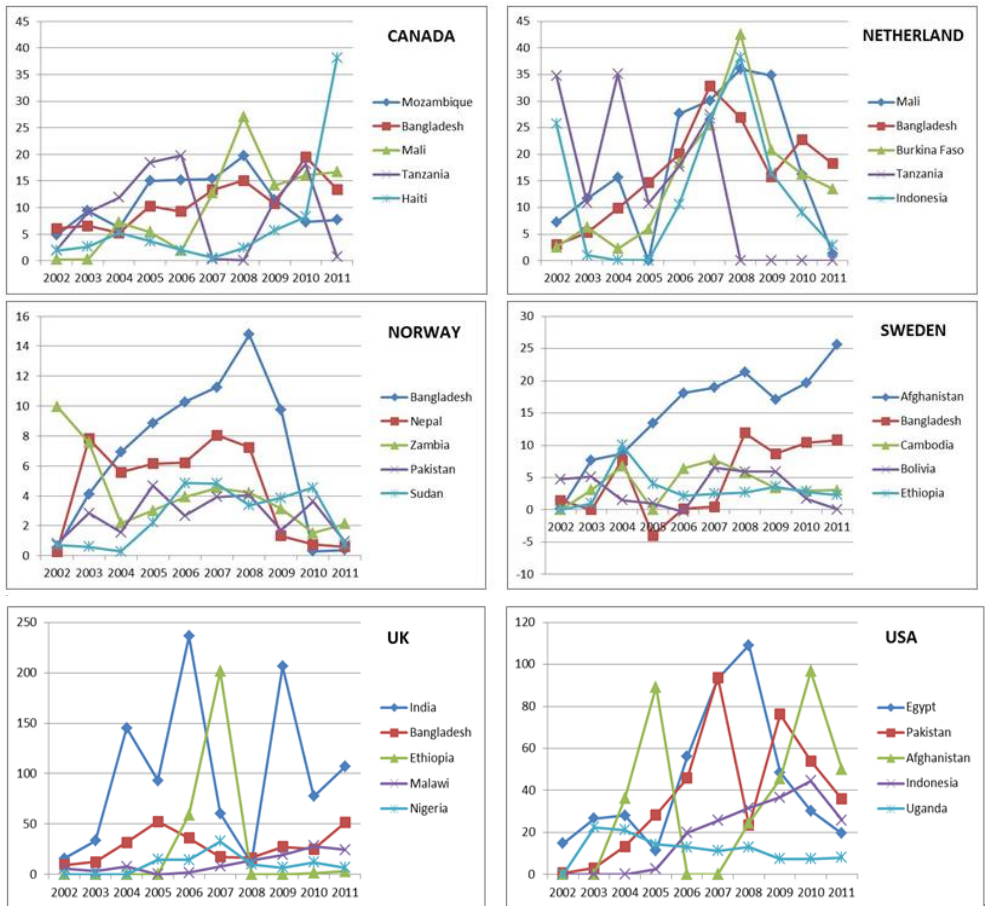 CANADA
45
40
35
30
25
20
15
10
5
0
2002 2003 2004 2005 2006 2007 2008 2009 2010 2011
Mozambique
Bangladesh
Mali
Tanzania
Haiti
NETHERLAND
45
40
35
30
25
20
15
10
5
0
2002 2003 2004 2005 2006 2007 2008 2009 2010 2011
Mali
Bangladesh
Burkina Faso
Tanzania
Indonesia
NORWAY
16
14
12
10
8
6
4
2
0
2002 2003 2004 2005 2006 2007 2008 2009 2010 2011
Bangladesh
Nepal
Zambia
Pakistan
Sudan
SWEDEN
30
25
20
15
10
5
0
-5
-10
2002 2003 2004 2005 2006 2007 2008 2009 2010 2011
Afghanistan
Bangladesh
Cambodia
Bolivia
Ethiopia
UK
250
200
150
100
50
0
2002 2003 2004 2005 2006 2007 2008 2009 2010 2011
India
Bangladesh
Ethiopia
Malawi
Nigeria
USA
120
100
80
60
40
20
0
2002 2003 2004 2005 2006 2007 2008 2009 2010 2011
Egypt
Pakistan
Afghanistan
Indonesia
Uganda